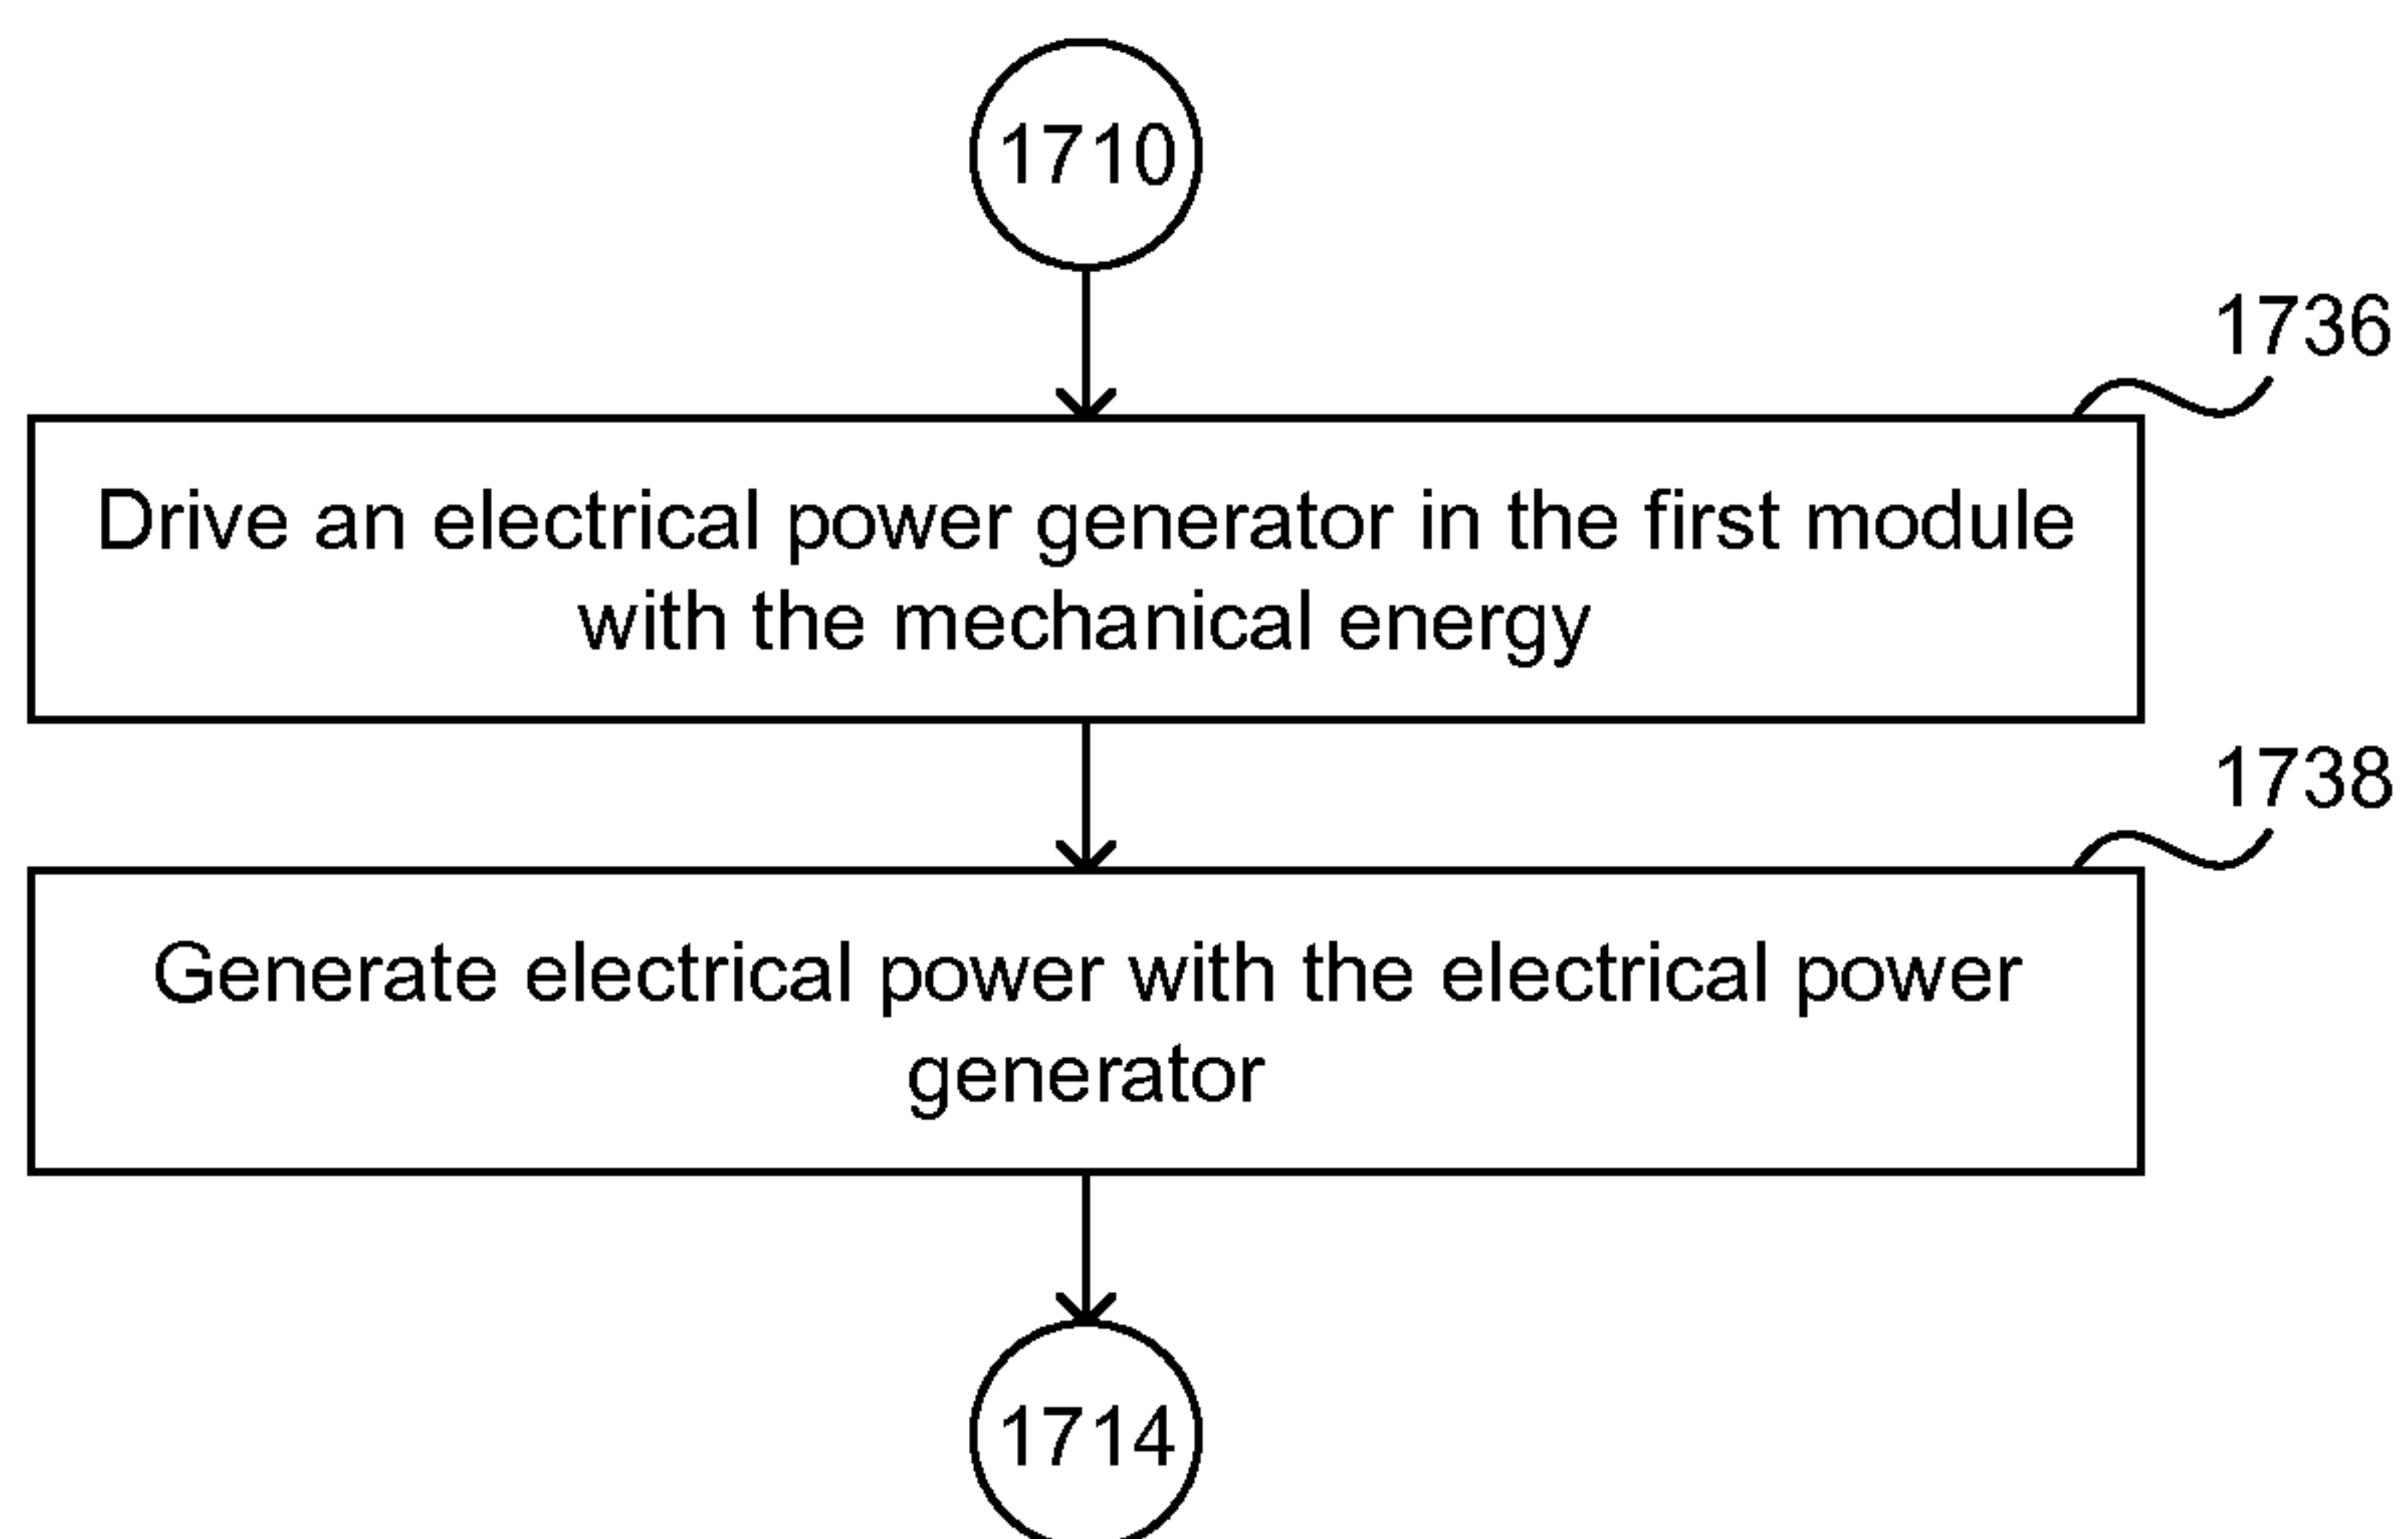 1710
1736
Drive an electrical power generator in the first module
with the mechanical energy
1738
Generate electrical power with the electrical power
generator
1714